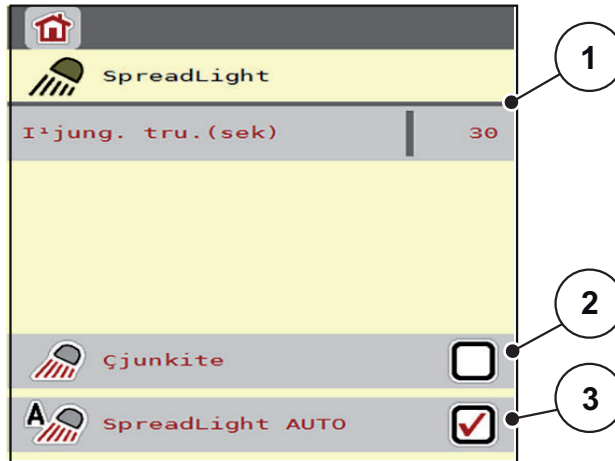 SpreadLight
1
I¹jung. tru.(sek) 30
Çjunkite
2
A
SpreadLight AUTO
3